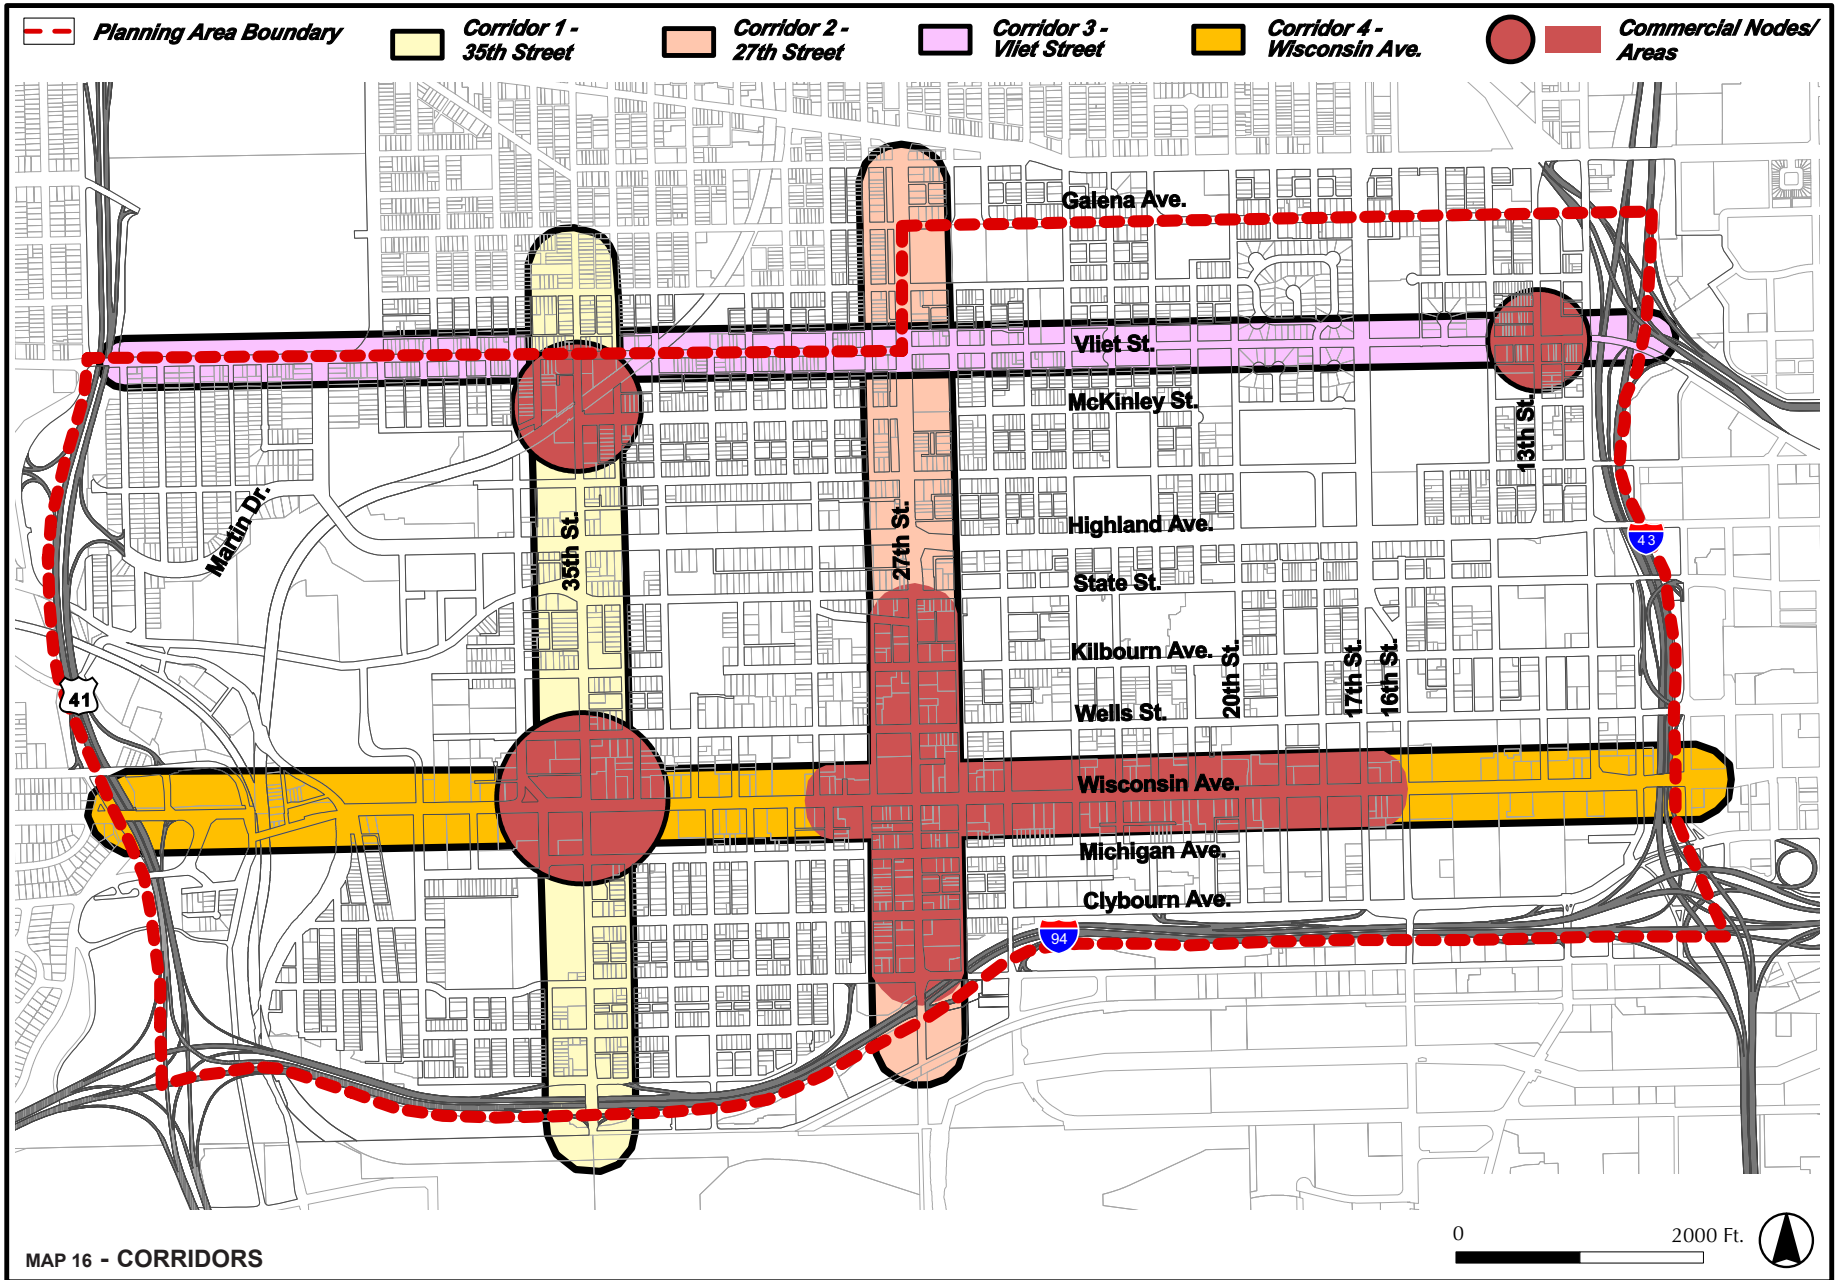 Planning Area Boundary
Corridor 1 -
35th Street
Corridor 2 -
27th Street
Corridor 3 -
Vliet Street
Corridor 4 -
Wisconsin Ave.
Commercial Nodes/
Areas
Galena Ave.
Vliet St.
McKinley St.
13th St.
Martin Dr.
35th St.
27th St.
Highland Ave.
43
State St.
Kilbourn Ave.
20th St.
17th St.
16th St.
41
Wells St.
Wisconsin Ave.
Michigan Ave.
Clybourn Ave.
94
0
2000 Ft.
MAP 16 - CORRIDORS